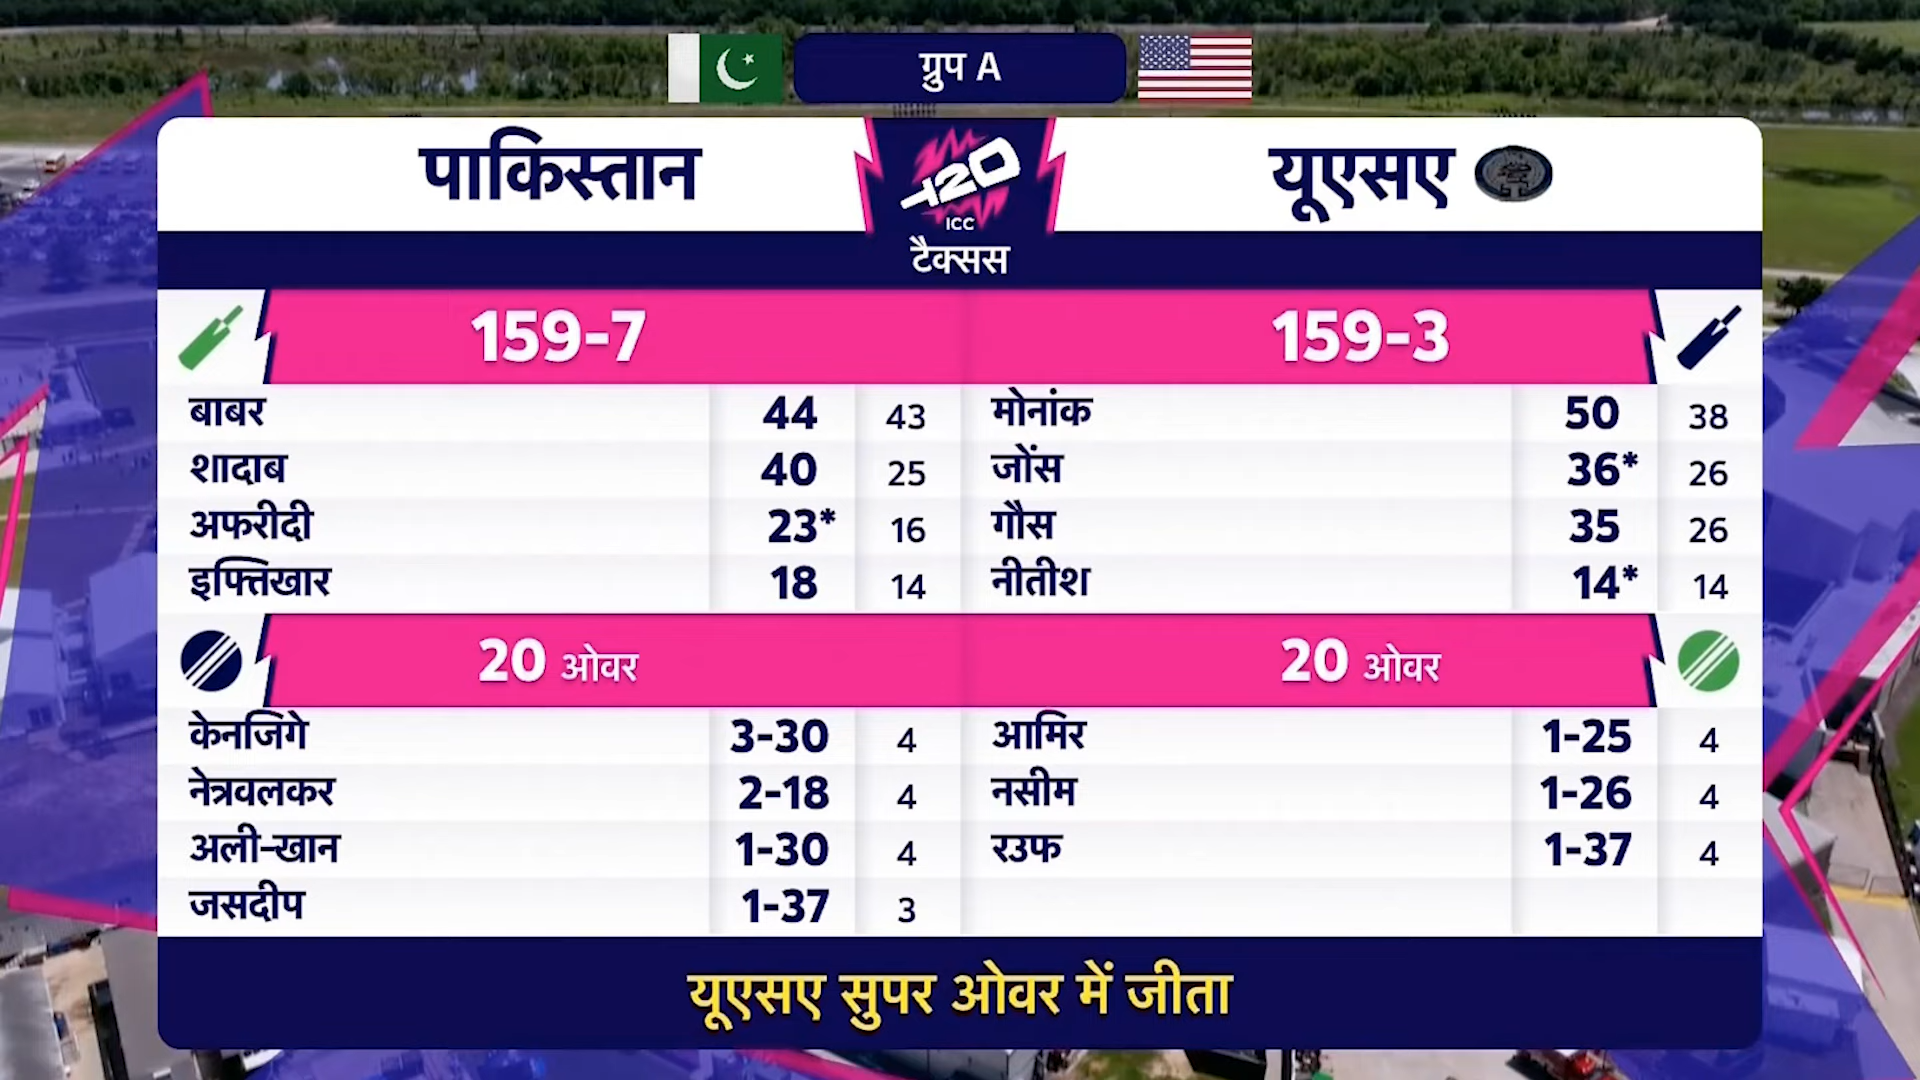 ग्रुप A
पाकिस्तान
यूएसए
T20
ICC
टैक्सस
159-7 159-3
बाबर 44 43 मोनांक 50 38
शादाब 40 25 जोंस 36* 26
अफरीदी 23* 16 गौस 35 26
इफ्तिखार 18 14 नीतीश 14* 14
20 ओवर 20 ओवर
केनजिगे 3-30 4 आमिर 1-25 4
नेत्रवलकर 2-18 4 नसीम 1-26 4
अली-खान 1-30 4 रउफ 1-37 4
जसदीप 1-37 3
यूएसए सुपर ओवर में जीता